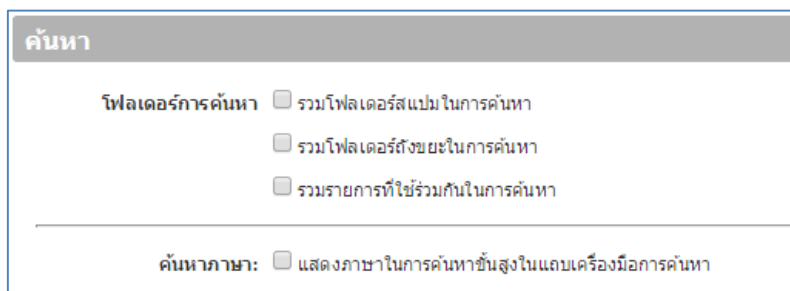 ค้นหา
โฟลเดอร์การค้นหา รวมโฟลเดอร์สแปมในการค้นหา
รวมโฟลเดอร์ถังขยะในการค้นหา
รวมรายการที่ใช้ร่วมกันในการค้นหา
ค้นหาภาษา: แสดงภาษาในการค้นหาขั้นสูงในแถบเครื่องมือการค้นหา